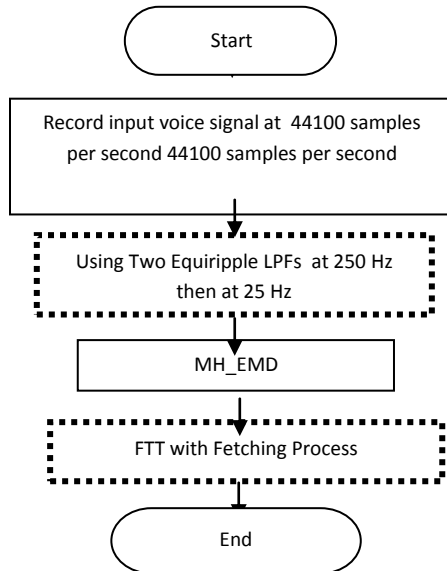 Start
Record input voice signal at 44100 samples
per second 44100 samples per second
Using Two Equiripple LPFs at 250 Hz
then at 25 Hz
MH_EMD
FTT with Fetching Process
End